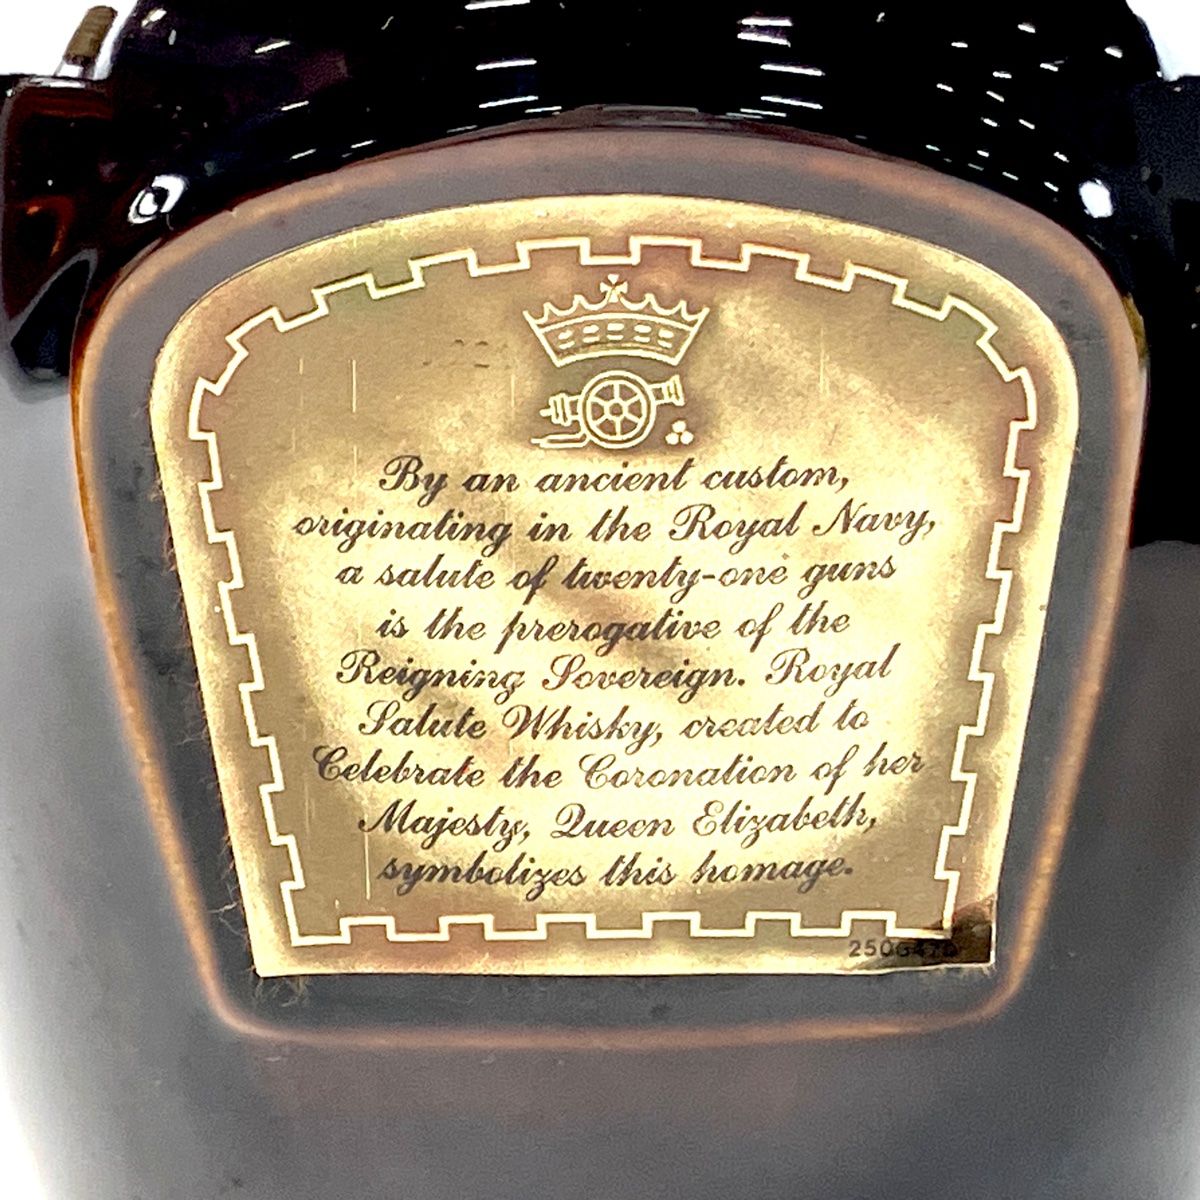 By an ancient custom,
originating in the Royal Navy,
a salute of twenty-one guns
is the prerogative of the
Reigning Sovereign. Royal
Salute Whisky, created to
Celebrate the Coronation of her
Majesty, Queen Elizabeth,
symbolizes this homage.